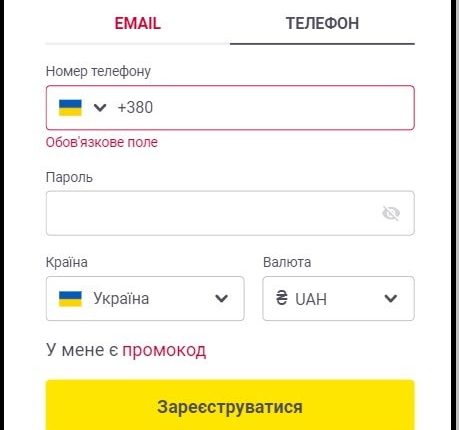 EMAIL ТЕЛЕФОН
Номер телефону
+380
Обов'язкове поле
Пароль
Країна Валюта
Україна ₴ UAH
У мене є промокод
Зареєструватися